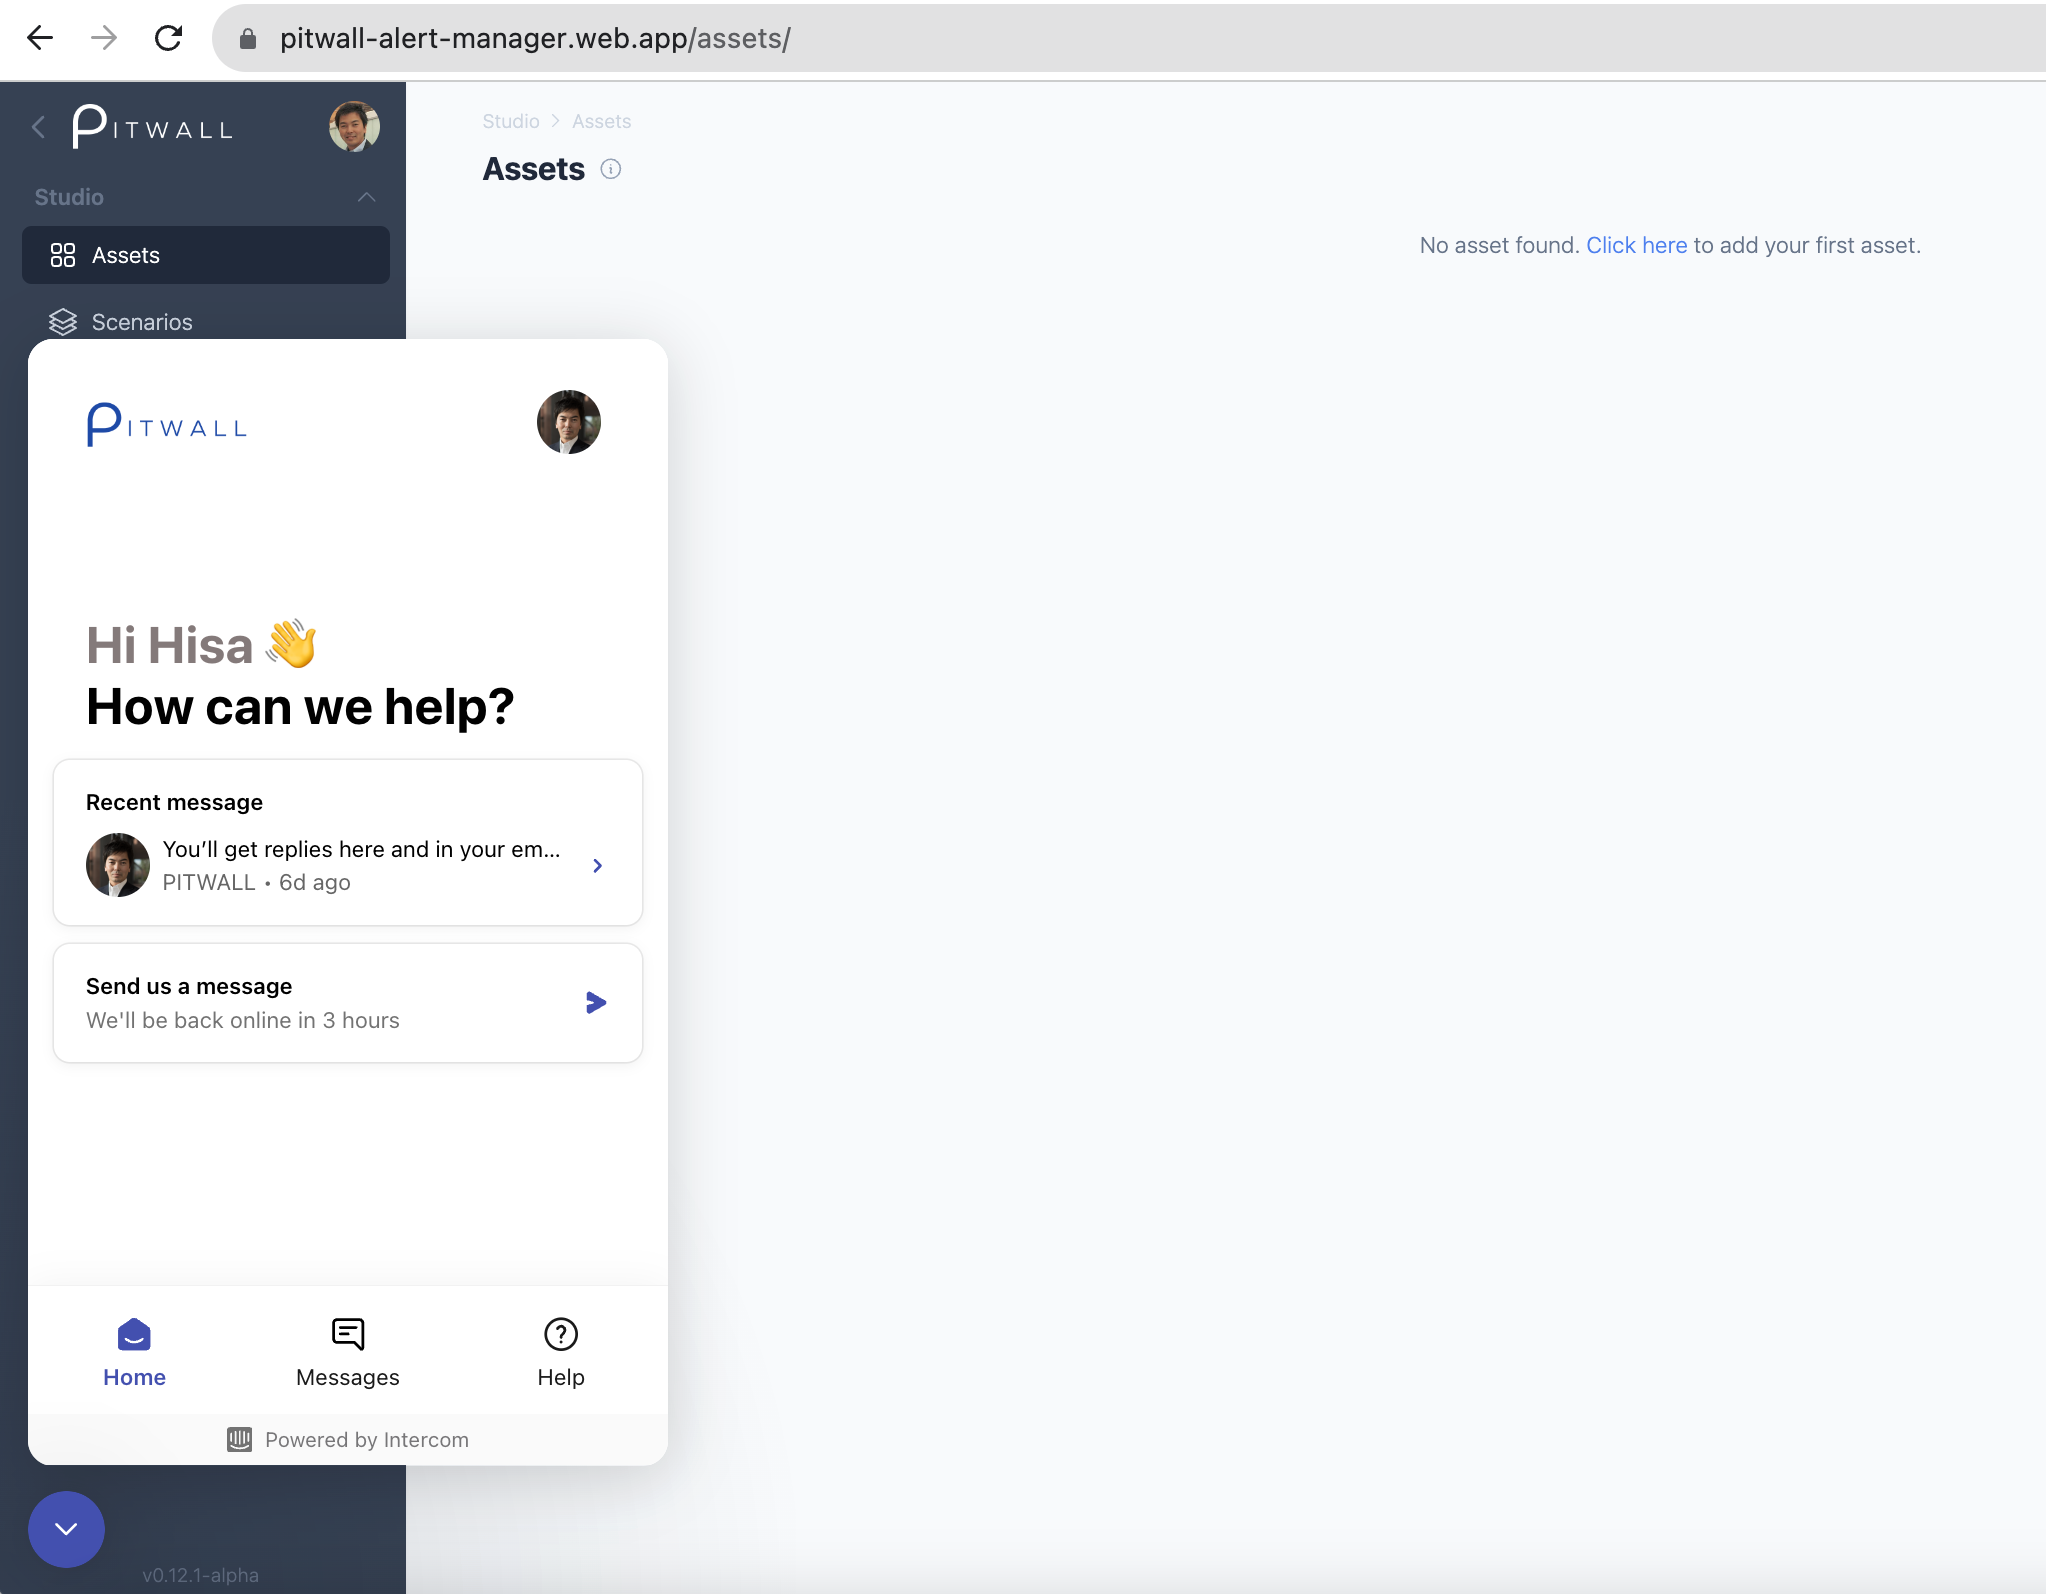 pitwall-alert-manager.web.app/assets/
PITWALL
Studio
Assets
Scenarios
Studio > Assets
Assets
No asset found. Click here to add your first asset.
PITWALL
Hi Hisa 👋
How can we help?
Recent message
You’ll get replies here and in your em...
PITWALL • 6d ago
Send us a message
We'll be back online in 3 hours
Home
Messages
Help
Powered by Intercom
v0.12.1-alpha